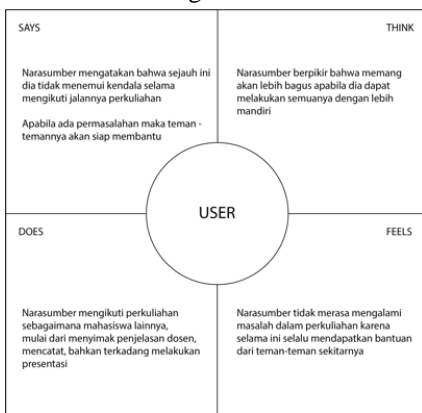 SAYS
Narasumber mengatakan bahwa sejauh ini
dia tidak menemui kendala selama
mengikuti jalannya perkuliahan
Apabila ada permasalahan maka teman -
temannya akan siap membantu
THINK
Narasumber berpikir bahwa memang
akan lebih bagus apabila dia dapat
melakukan semuanya dengan lebih
mandiri
USER
DOES
Narasumber mengikuti perkuliahan
sebagaimana mahasiswa lainnya,
mulai dari menyimak penjelasan dosen,
mencatat, bahkan terkadang melakukan
presentasi
FEELS
Narasumber tidak merasa mengalami
masalah dalam perkuliahan karena
selama ini selalu mendapatkan bantuan
dari teman-teman sekitarnya